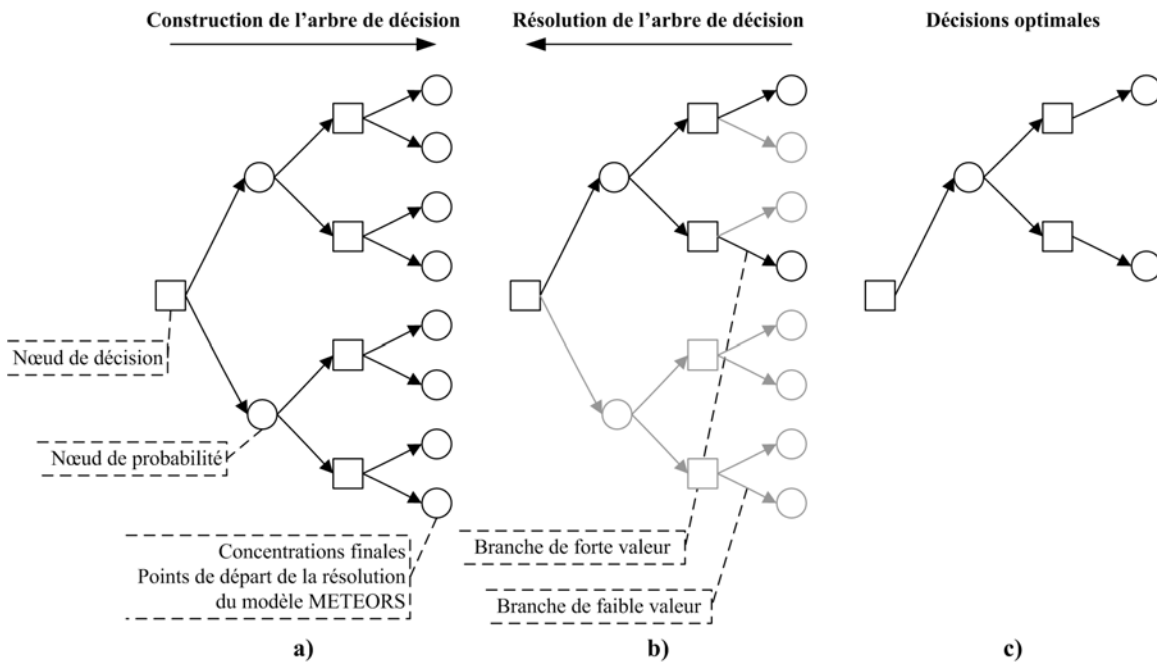 Construction de l'arbre de décision
Résolution de l'arbre de décision
Décisions optimales
Nœud de décision
Nœud de probabilité
Concentrations finales
Points de départ de la résolution
du modèle METEORS
Branche de forte valeur
Branche de faible valeur
a)
b)
c)